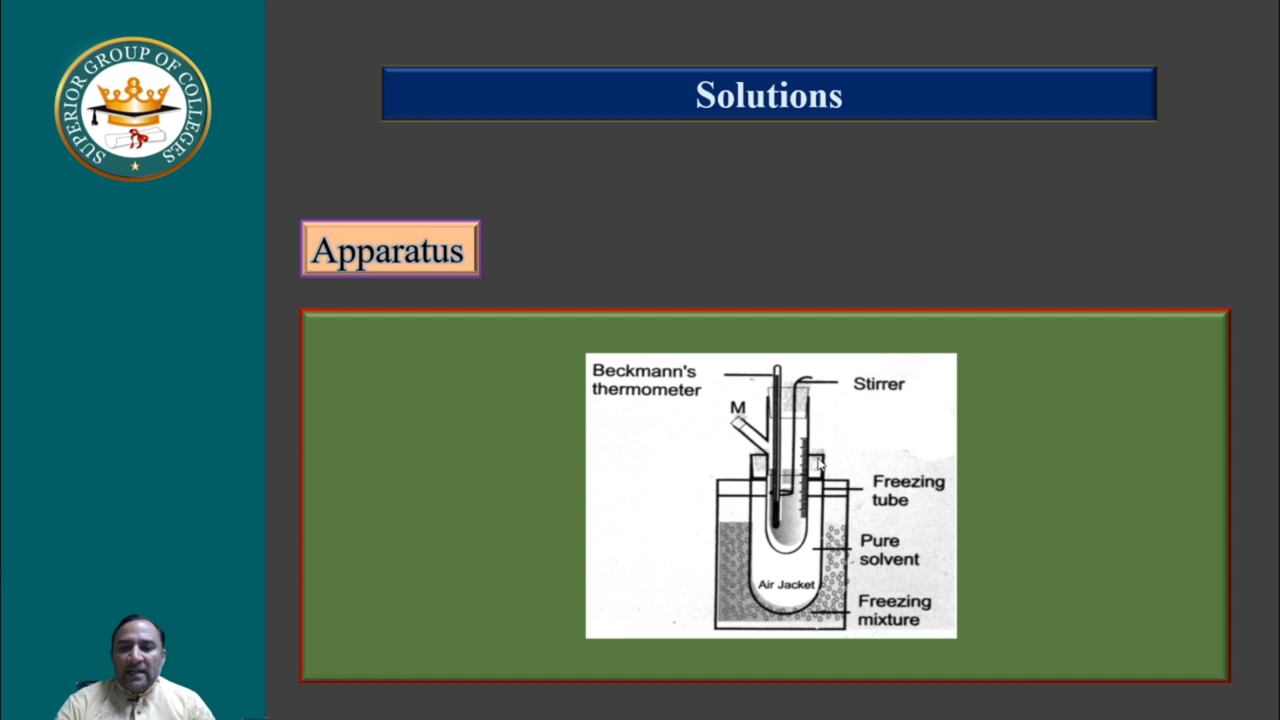 SUPERIOR GROUP OF COLLEGES
Solutions
Apparatus
Beckmann's
thermometer
Stirrer
M
Freezing
tube
Pure
solvent
Air Jacket
Freezing
mixture